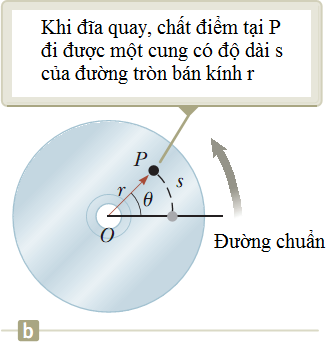 Khi đĩa quay, chất điểm tại P
đi được một cung có độ dài s
của đường tròn bán kính r
P
r
s
θ
O
Đường chuẩn
b